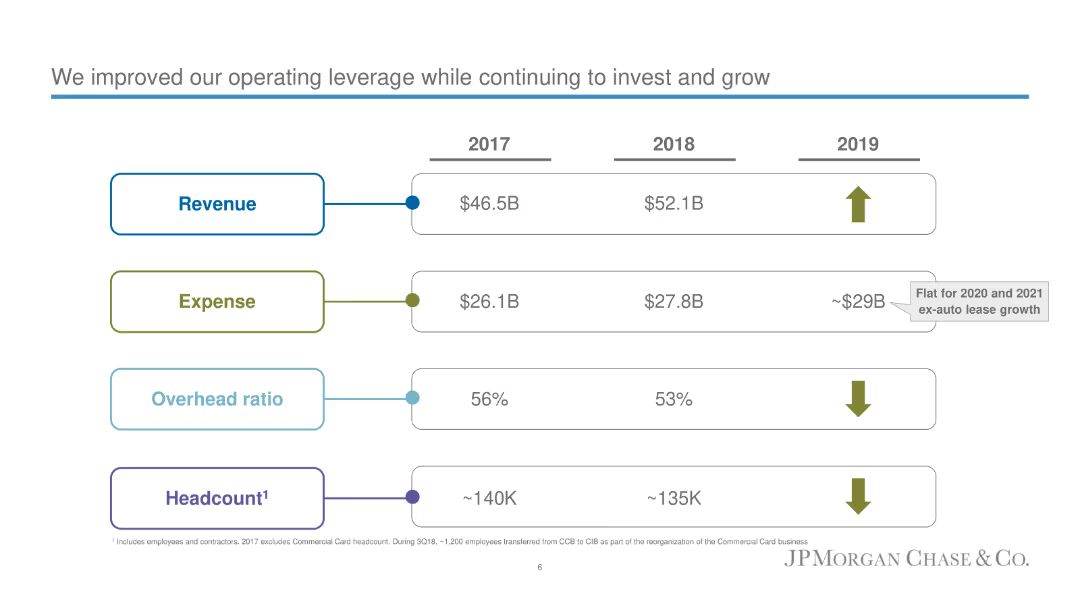 We improved our operating leverage while continuing to invest and grow
2017 2018 2019
Revenue $46.5B $52.1B
Expense $26.1B $27.8B ~$29B
Flat for 2020 and 2021
ex-auto lease growth
Overhead ratio 56% 53%
Headcount¹ ~140K ~135K
¹ Includes employees and contractors. 2017 excludes Commercial Card headcount. During 3Q18, ~1,200 employees transferred from CCB to CIB as part of the reorganization of the Commercial Card business
JPMORGAN CHASE & CO.
6